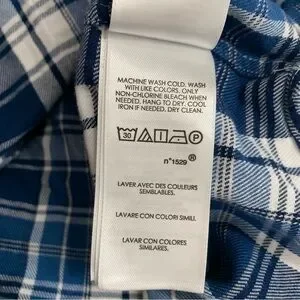 MACHINE WASH COLD. WASH
WITH LIKE COLORS. ONLY
NON-CHLORINE BLEACH WHEN
NEEDED. HANG TO DRY. COOL
IRON IF NEEDED. DRY CLEAN.
30 P
n°1529®
LAVER AVEC DES COULEURS
SEMBLABLES.
LAVARE CON COLORI SIMILI.
LAVAR CON COLORES
SIMILARES.